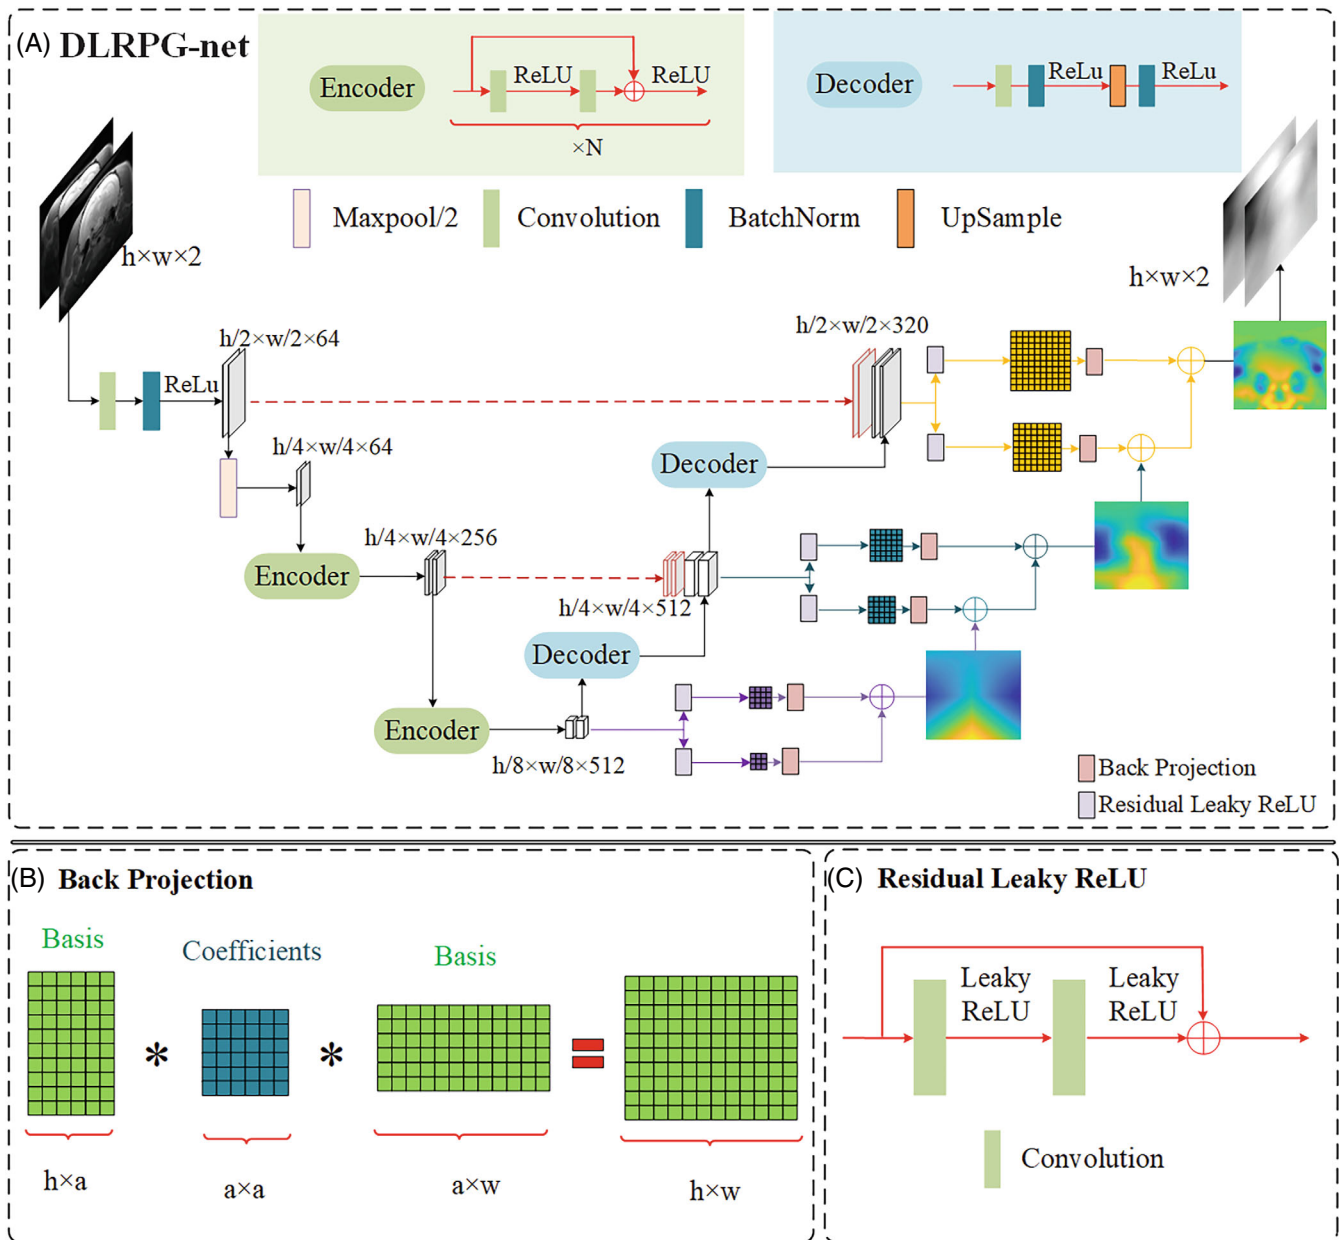 (A) DLRPG-net
Encoder
ReLU
ReLU
×N
Decoder
ReLu
ReLu
Maxpool/2
Convolution
BatchNorm
UpSample
h×w×2
h×w×2
h/2×w/2×64
h/2×w/2×320
ReLu
h/4×w/4×64
Decoder
h/4×w/4×256
Encoder
h/4×w/4×512
Decoder
Encoder
h/8×w/8×512
Back Projection
Residual Leaky ReLU
(B) Back Projection
Basis
Coefficients
Basis
* * =
h×a
a×a
a×w
h×w
(C) Residual Leaky ReLU
Leaky
ReLU
Leaky
ReLU
Convolution